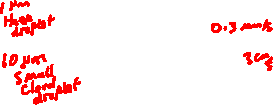 1 μm
Haze
droplet
0.3 mm/s
10 μm
3 cm/s
Small
Cloud
droplet